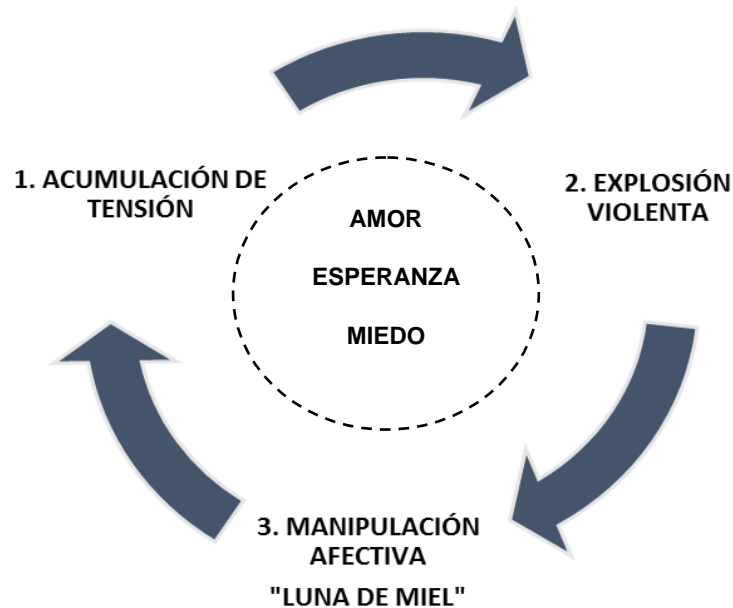 1. ACUMULACIÓN DE
TENSIÓN
2. EXPLOSIÓN
VIOLENTA
AMOR
ESPERANZA
MIEDO
3. MANIPULACIÓN
AFECTIVA
"LUNA DE MIEL"